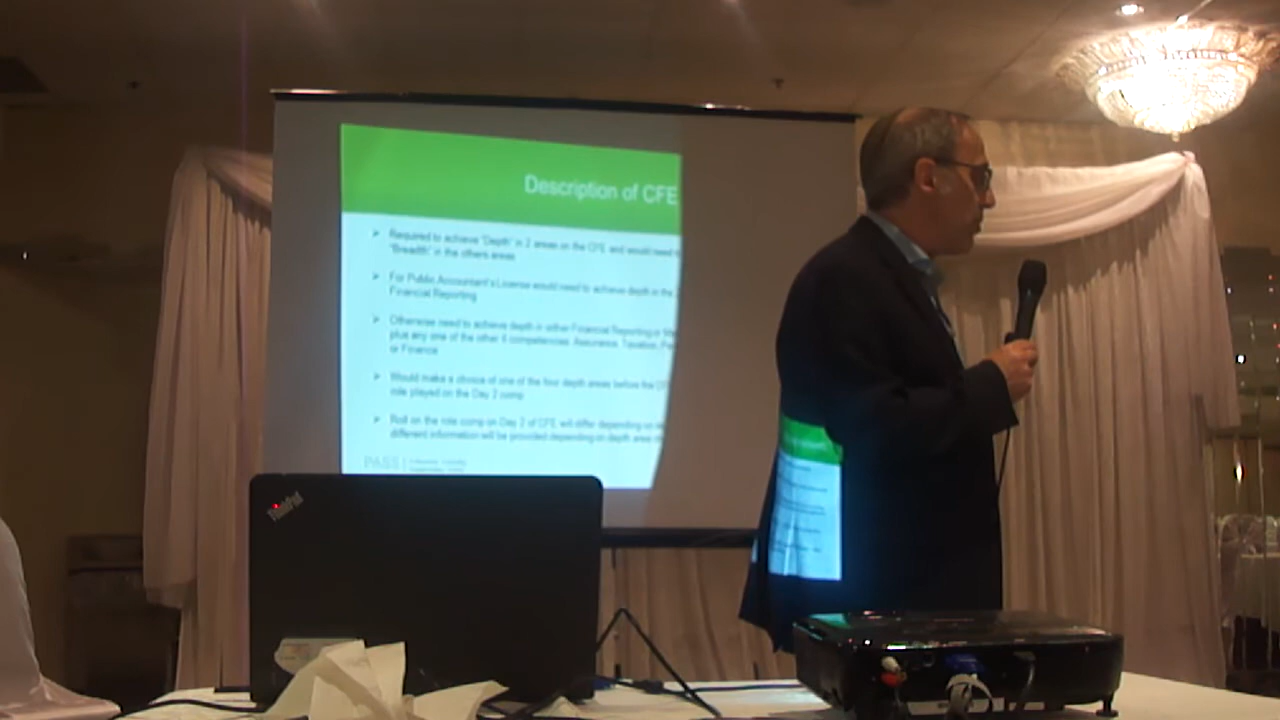 Description of CFE
Required to achieve "Depth" in 2 areas on the CFE and would need
"Breadth" in the others areas
For Public Accountant's License would need to achieve depth in the
Financial Reporting
Otherwise need to achieve depth in either Financial Reporting or
plus any one of the other 4 competencies: Assurance, Taxation,
or Finance
Would make a choice of one of the four depth areas before the
role played on the Day 2 comp
Roll on the role comp on Day 2 of CFE will differ depending on
different information will be provided depending on depth area
PASS
ThinkPad